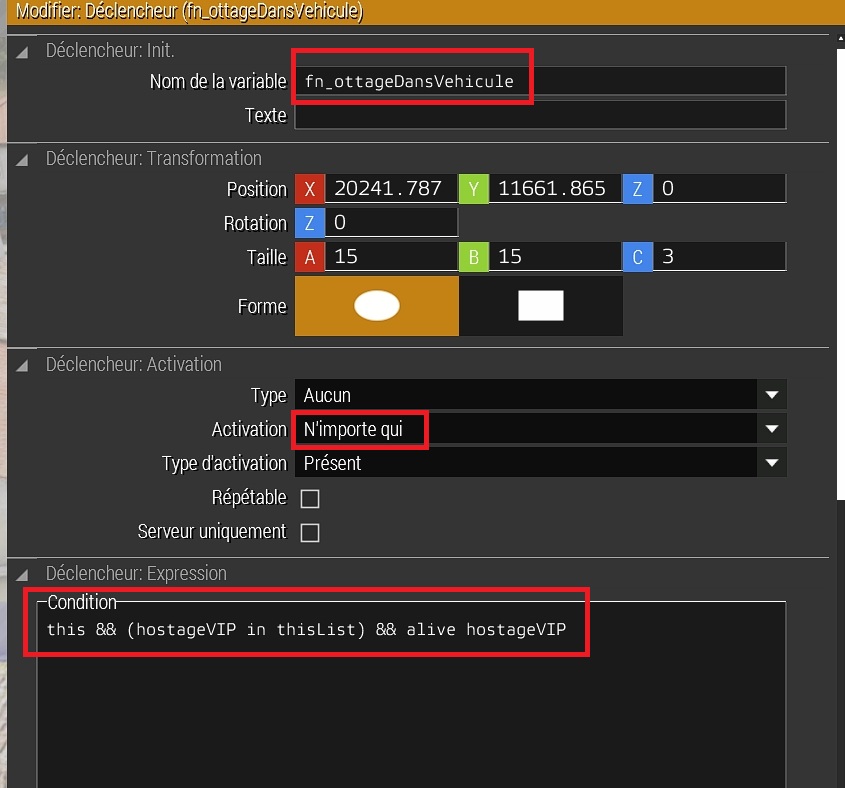 Modifier: Déclencheur (fn_ottageDansVehicule)
Déclencheur: Init.
Nom de la variable fn_ottageDansVehicule
Texte
Déclencheur: Transformation
Position X 20241.787 Y 11661.865 Z 0
Rotation Z 0
Taille A 15 B 15 C 3
Forme
Déclencheur: Activation
Type Aucun
Activation N'importe qui
Type d'activation Présent
Répétable
Serveur uniquement
Déclencheur: Expression
Condition
this && (hostageVIP in thisList) && alive hostageVIP